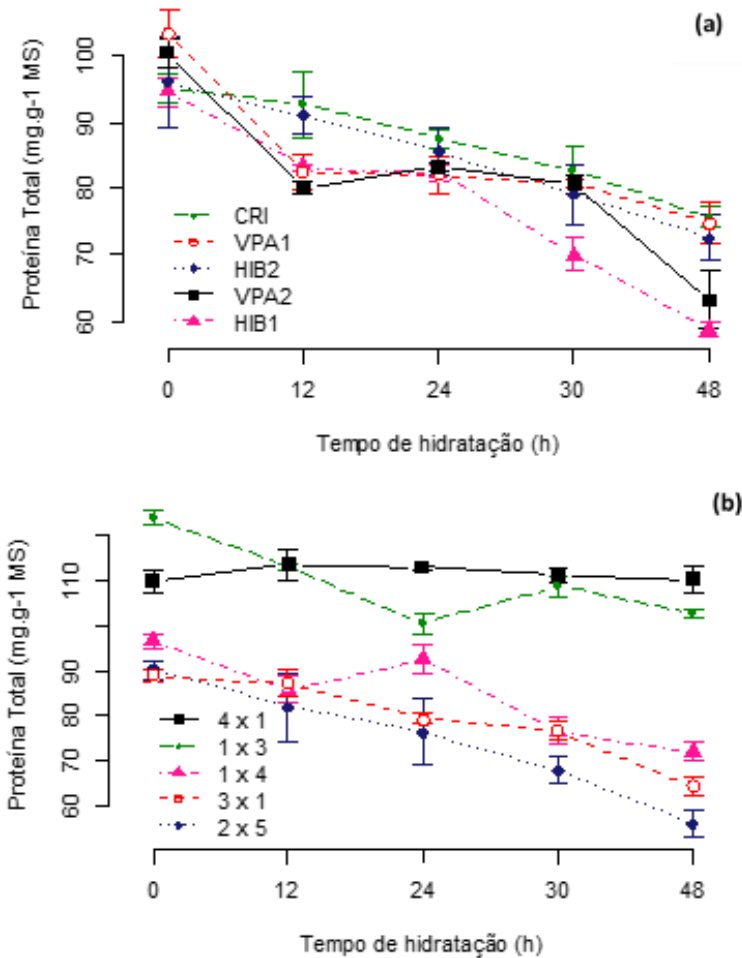 (a)
Proteína Total (mg.g-1 MS)
100
90
80
70
60
CRI
VPA1
HIB2
VPA2
HIB1
0 12 24 30 48
Tempo de hidratação (h)
(b)
Proteína Total (mg.g-1 MS)
110
90
80
70
60
4 x 1
1 x 3
1 x 4
3 x 1
2 x 5
0 12 24 30 48
Tempo de hidratação (h)